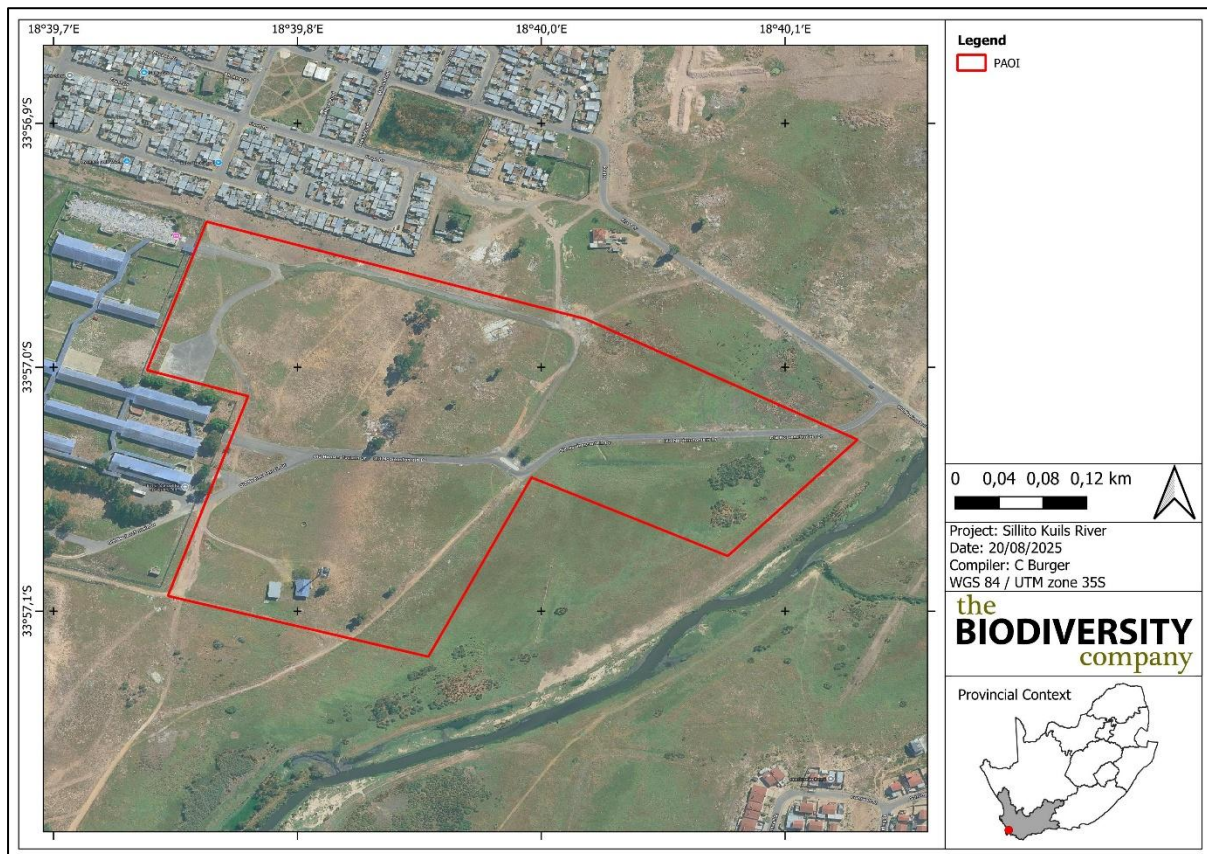 18°39,7'E
18°39,8'E
18°40,0'E
18°40,1'E
33°56,9'S
33°57,0'S
33°57,1'S
Legend
PAOI
0 0,04 0,08 0,12 km
Project: Sillito Kuils River
Date: 20/08/2025
Compiler: C Burger
WGS 84 / UTM zone 35S
the
BIODIVERSITY
company
Provincial Context